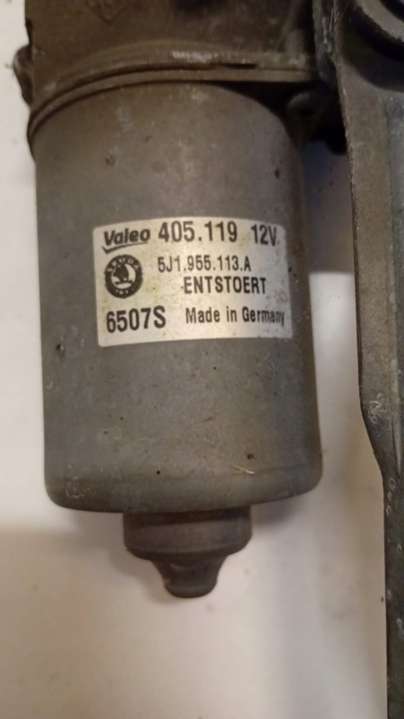 Valeo 405.119 12V
5J1.955.113.A
ENTSTOERT
6507S Made in Germany